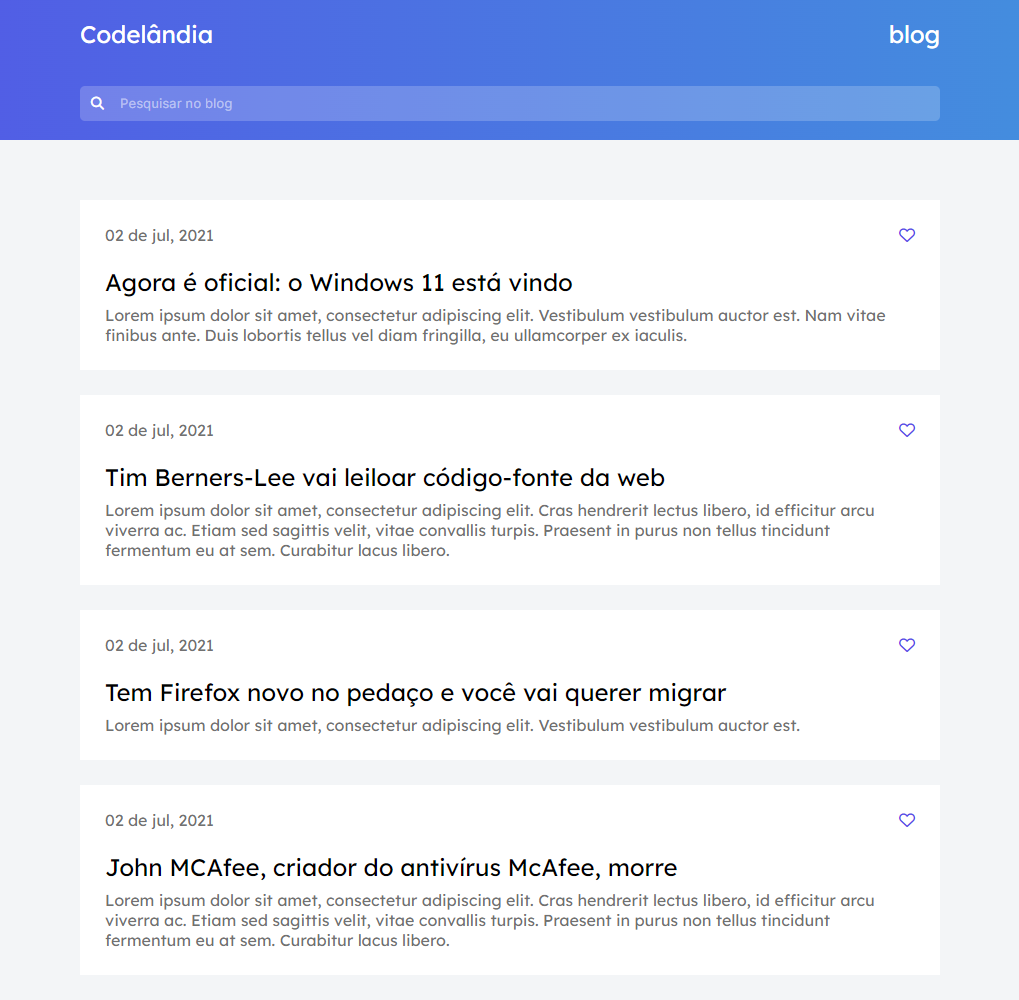 Codelândia
blog
Pesquisar no blog
02 de jul, 2021
Agora é oficial: o Windows 11 está vindo
Lorem ipsum dolor sit amet, consectetur adipiscing elit. Vestibulum vestibulum auctor est. Nam vitae
finibus ante. Duis lobortis tellus vel diam fringilla, eu ullamcorper ex iaculis.
02 de jul, 2021
Tim Berners-Lee vai leiloar código-fonte da web
Lorem ipsum dolor sit amet, consectetur adipiscing elit. Cras hendrerit lectus libero, id efficitur arcu
viverra ac. Etiam sed sagittis velit, vitae convallis turpis. Praesent in purus non tellus tincidunt
fermentum eu at sem. Curabitur lacus libero.
02 de jul, 2021
Tem Firefox novo no pedaço e você vai querer migrar
Lorem ipsum dolor sit amet, consectetur adipiscing elit. Vestibulum vestibulum auctor est.
02 de jul, 2021
John MCAfee, criador do antivírus McAfee, morre
Lorem ipsum dolor sit amet, consectetur adipiscing elit. Cras hendrerit lectus libero, id efficitur arcu
viverra ac. Etiam sed sagittis velit, vitae convallis turpis. Praesent in purus non tellus tincidunt
fermentum eu at sem. Curabitur lacus libero.